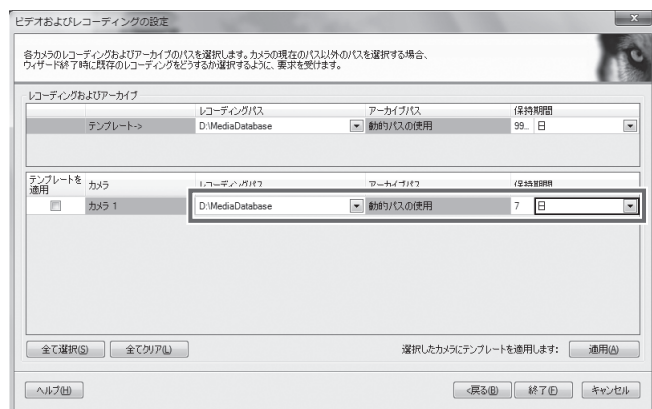 ビデオおよびレコーディングの設定
各カメラのレコーディングおよびアーカイブのパスを選択します。カメラの現在のパス以外のパスを選択する場合、
ウィザード終了時に既存のレコーディングをどうするか選択するように、要求を受けます。
レコーディングおよびアーカイブ
レコーディングパス アーカイブパス 保持期間
テンプレート-> D:\MediaDatabase 動的パスの使用 99... 日
テンプレートを適用 カメラ レコーディングパス アーカイブパス 保持期間
カメラ 1 D:\MediaDatabase 動的パスの使用 7 日
全て選択(S) 全てクリア(L) 選択したカメラにテンプレートを適用します: 適用(A)
ヘルプ(H) <戻る(B) 終了(F) キャンセル